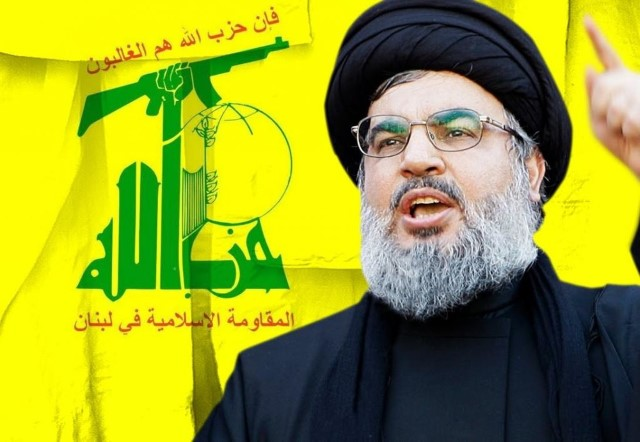 فإن حزب الله هم الغالبون
حزب الله
المقاومة الاسلامية في لبنان